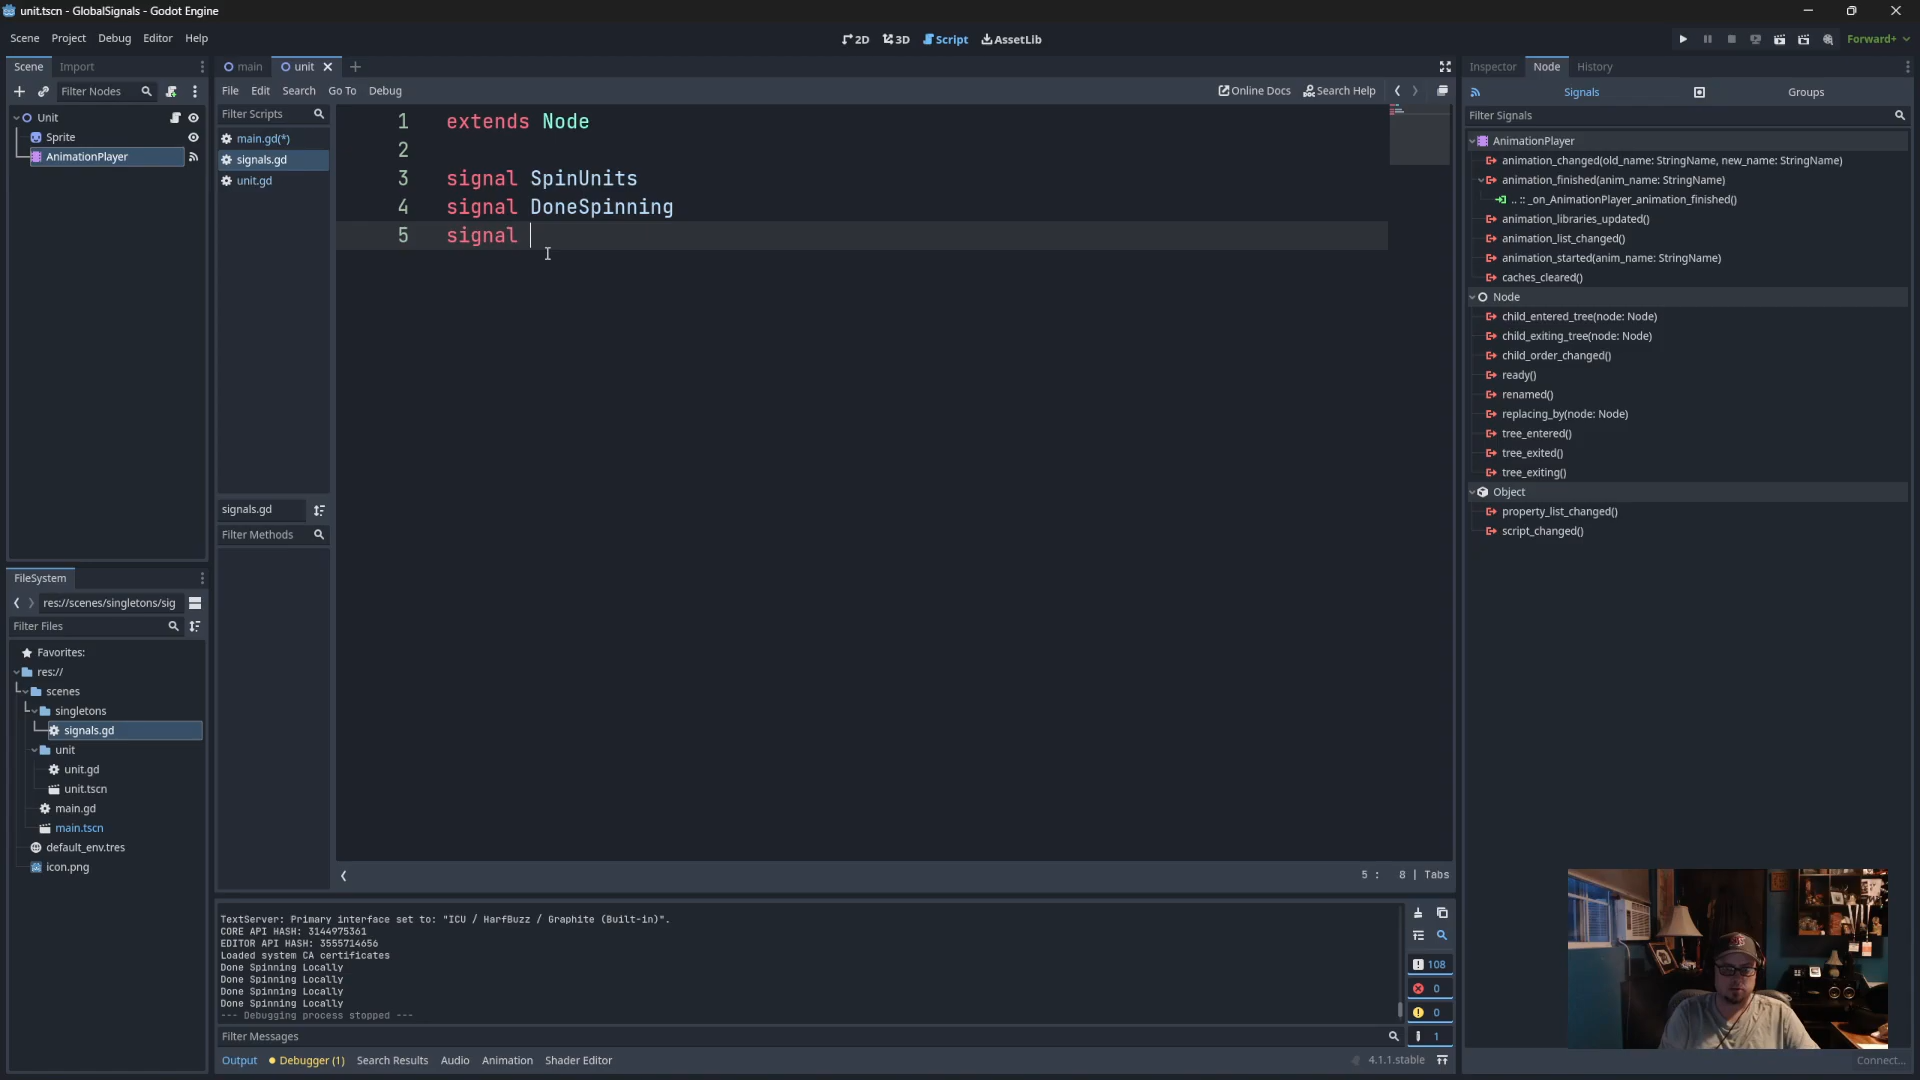 unit.tscn - GlobalSignals - Godot Engine
Scene Project Debug Editor Help
2D 3D Script AssetLib
Forward+
Scene Import
main unit
Inspector Node History
Filter Nodes
File Edit Search Go To Debug
Online Docs Search Help
Signals Groups
Unit
Sprite
AnimationPlayer
Filter Scripts
main.gd(*)
signals.gd
unit.gd
1 extends Node
2
3 signal SpinUnits
4 signal DoneSpinning
5 signal
Filter Signals
AnimationPlayer
animation_changed(old_name: StringName, new_name: StringName)
animation_finished(anim_name: StringName)
.. :: _on_AnimationPlayer_animation_finished()
animation_libraries_updated()
animation_list_changed()
animation_started(anim_name: StringName)
caches_cleared()
Node
child_entered_tree(node: Node)
child_exiting_tree(node: Node)
child_order_changed()
ready()
renamed()
replacing_by(node: Node)
tree_entered()
tree_exited()
tree_exiting()
Object
property_list_changed()
script_changed()
signals.gd
Filter Methods
FileSystem
res://scenes/singletons/sig
Filter Files
Favorites:
res://
scenes
singletons
signals.gd
unit
unit.gd
unit.tscn
main.gd
main.tscn
default_env.tres
icon.png
5 : 8 | Tabs
TextServer: Primary interface set to: "ICU / HarfBuzz / Graphite (Built-in)".
CORE API HASH: 3144975361
EDITOR API HASH: 3555714656
Loaded system CA certificates
Done Spinning Locally
Done Spinning Locally
Done Spinning Locally
Done Spinning Locally
--- Debugging process stopped ---
108
0
0
1
Filter Messages
Output Debugger (1) Search Results Audio Animation Shader Editor
4.1.1.stable
Connect...